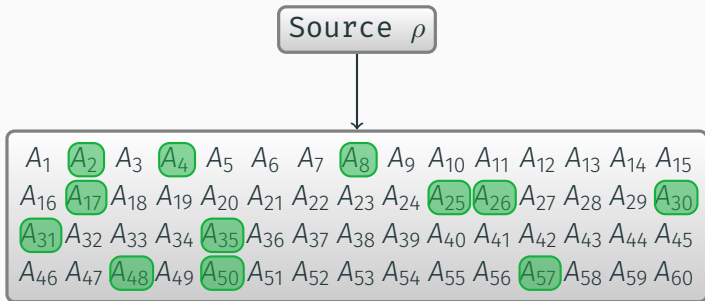 Source ρ
A₁ A₂ A₃ A₄ A₅ A₆ A₇ A₈ A₉ A₁₀ A₁₁ A₁₂ A₁₃ A₁₄ A₁₅
A₁₆ A₁₇ A₁₈ A₁₉ A₂₀ A₂₁ A₂₂ A₂₃ A₂₄ A₂₅ A₂₆ A₂₇ A₂₈ A₂₉ A₃₀
A₃₁ A₃₂ A₃₃ A₃₄ A₃₅ A₃₆ A₃₇ A₃₈ A₃₉ A₄₀ A₄₁ A₄₂ A₄₃ A₄₄ A₄₅
A₄₆ A₄₇ A₄₈ A₄₉ A₅₀ A₅₁ A₅₂ A₅₃ A₅₄ A₅₅ A₅₆ A₅₇ A₅₈ A₅₉ A₆₀